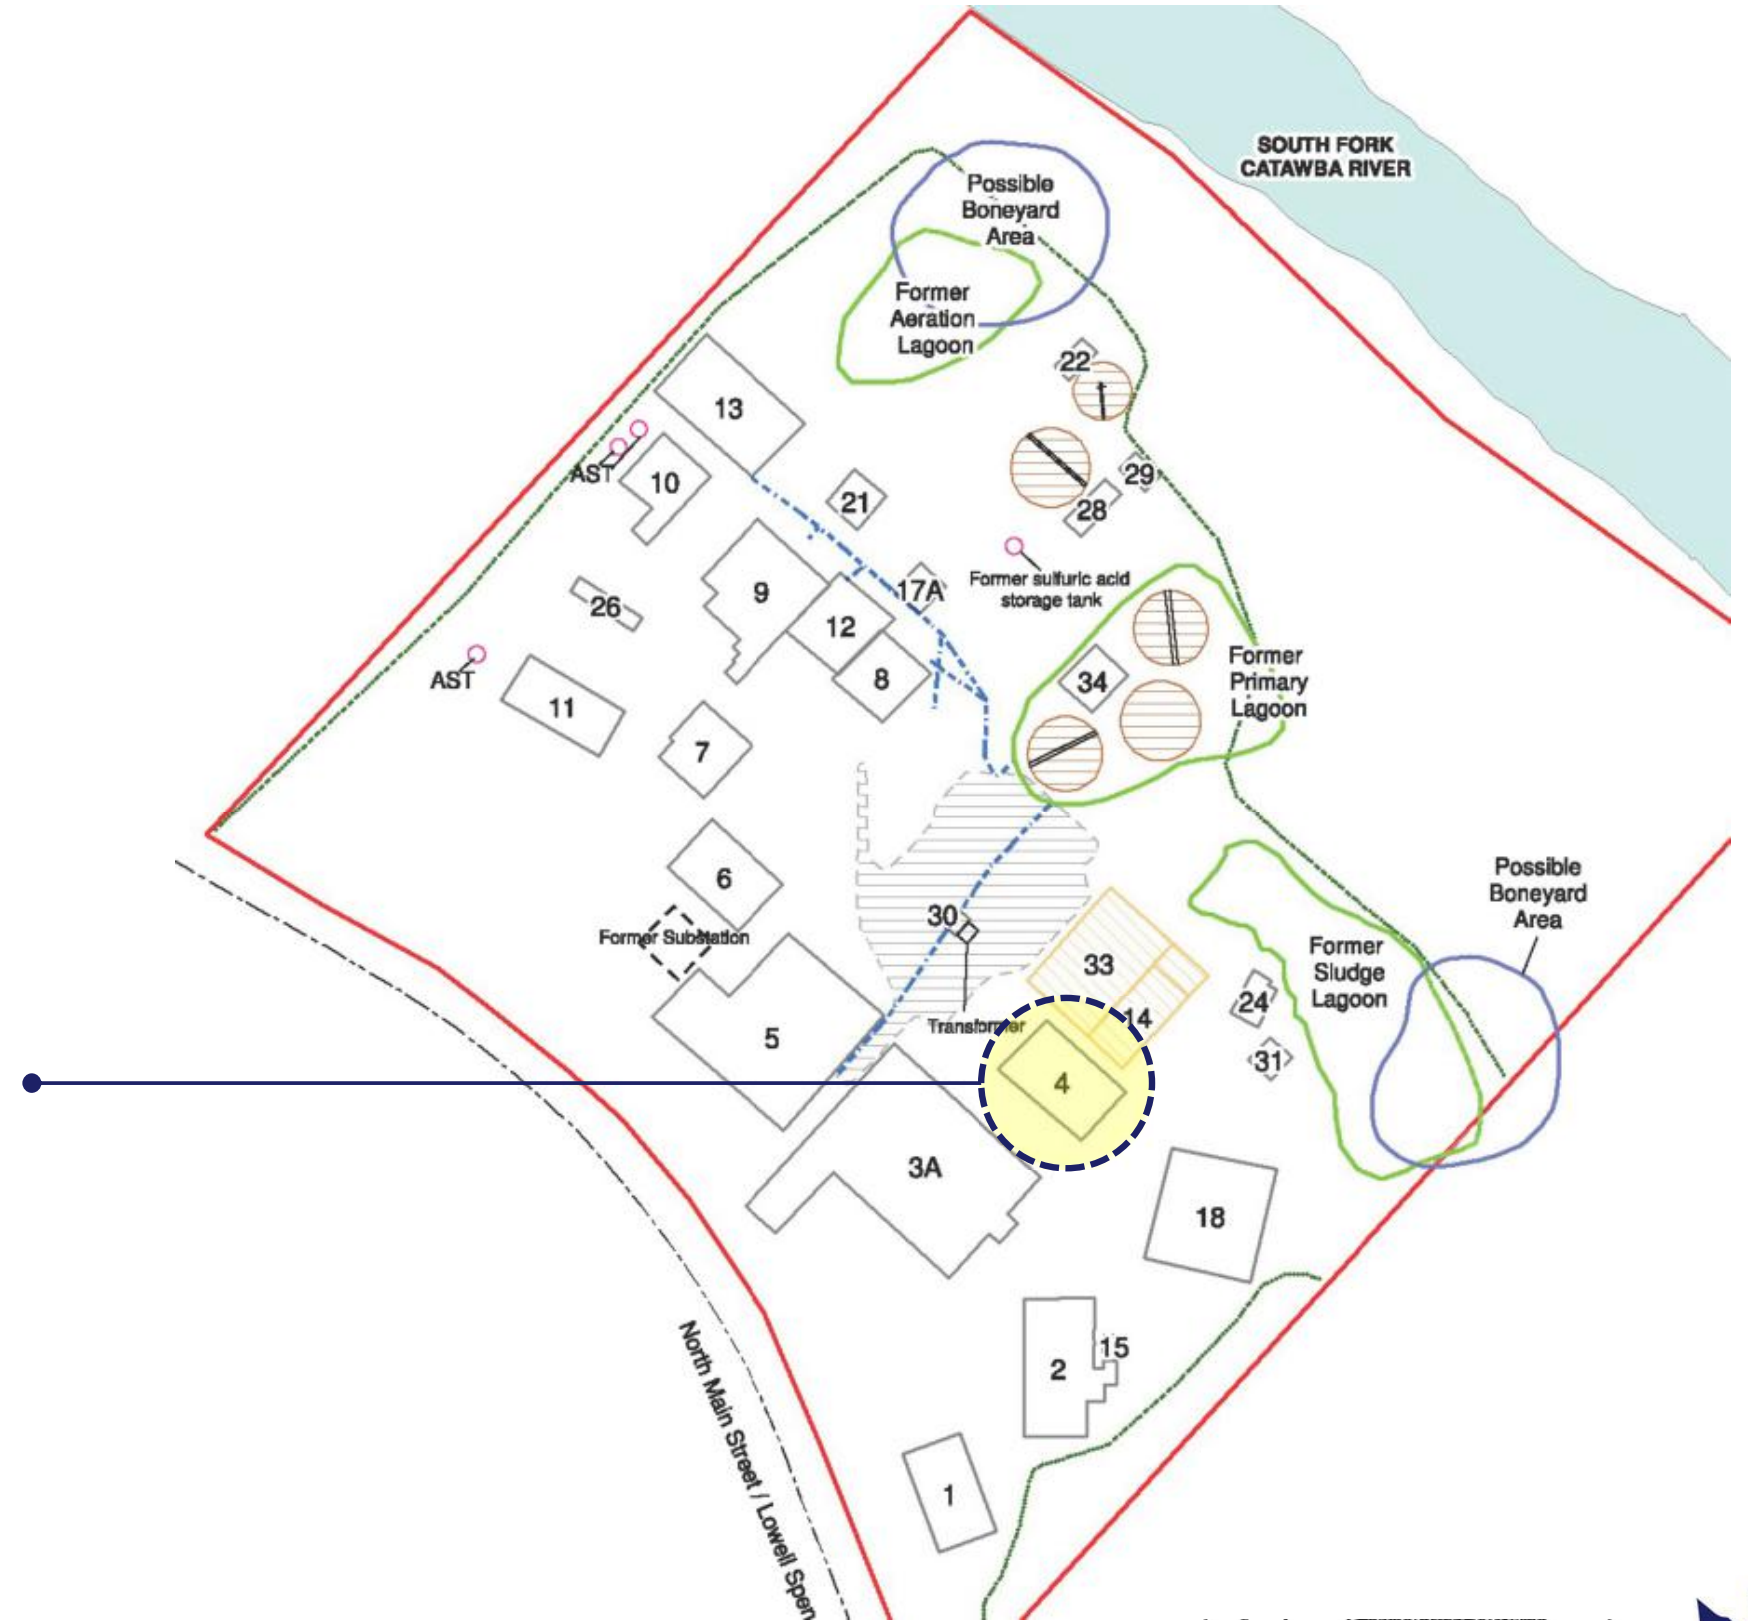 SOUTH FORK
CATAWBA RIVER
Possible
Boneyard
Area
Former
Aeration
Lagoon
22
13
AST
10
29
21
28
Former sulfuric acid
storage tank
9
17A
26
12
Former
Primary
Lagoon
AST
8
34
11
7
6
Possible
Boneyard
Area
30
Former Substation
33
Former
Sludge
Lagoon
24
14
Transformer
5
31
4
3A
18
15
2
1
North Main Street / Lowell Spen